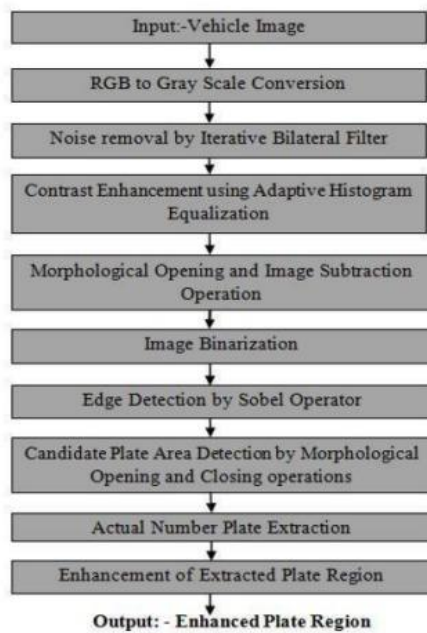 Input:-Vehicle Image
RGB to Gray Scale Conversion
Noise removal by Iterative Bilateral Filter
Contrast Enhancement using Adaptive Histogram
Equalization
Morphological Opening and Image Subtraction
Operation
Image Binarization
Edge Detection by Sobel Operator
Candidate Plate Area Detection by Morphological
Opening and Closing operations
Actual Number Plate Extraction
Enhancement of Extracted Plate Region
Output: - Enhanced Plate Region